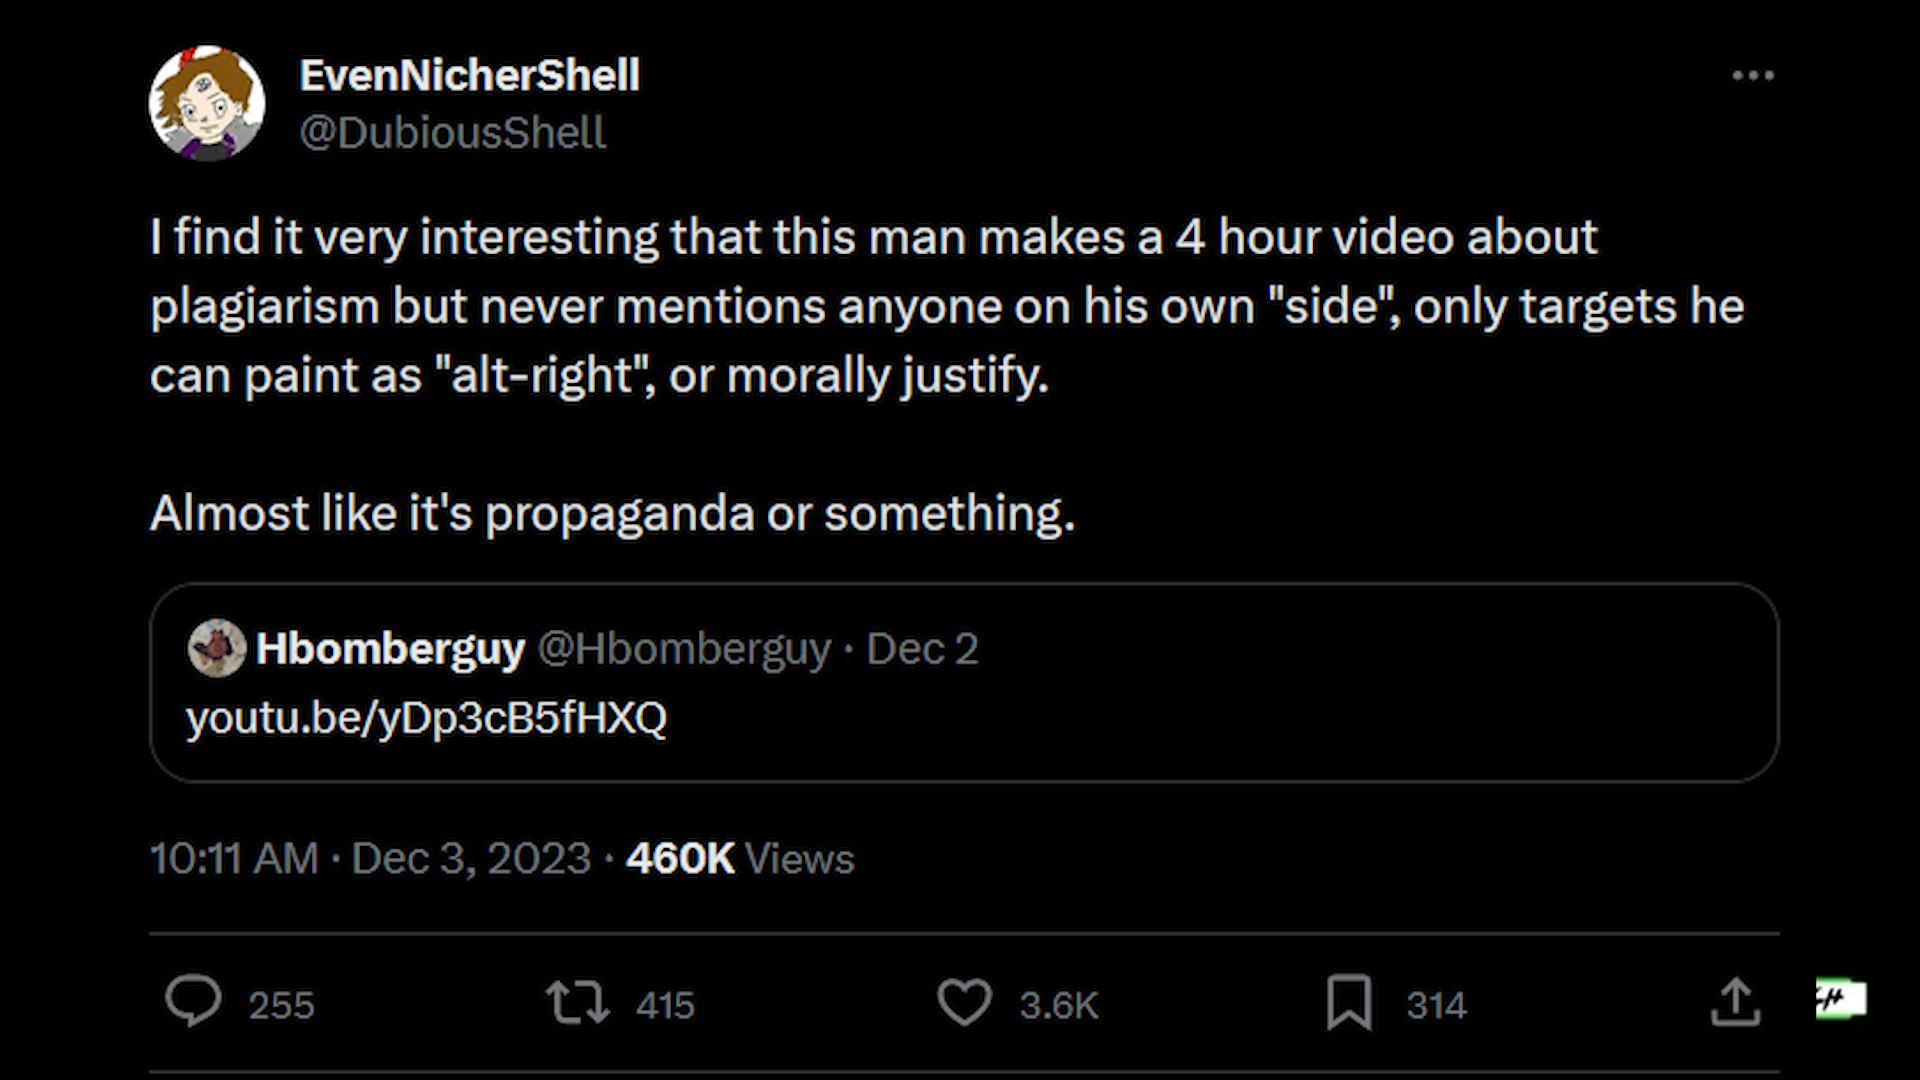 EvenNicherShell
@DubiousShell
I find it very interesting that this man makes a 4 hour video about
plagiarism but never mentions anyone on his own "side", only targets he
can paint as "alt-right", or morally justify.
Almost like it's propaganda or something.
Hbomberguy @Hbomberguy · Dec 2
youtu.be/yDp3cB5fHXQ
10:11 AM · Dec 3, 2023 · 460K Views
255 415 3.6K 314